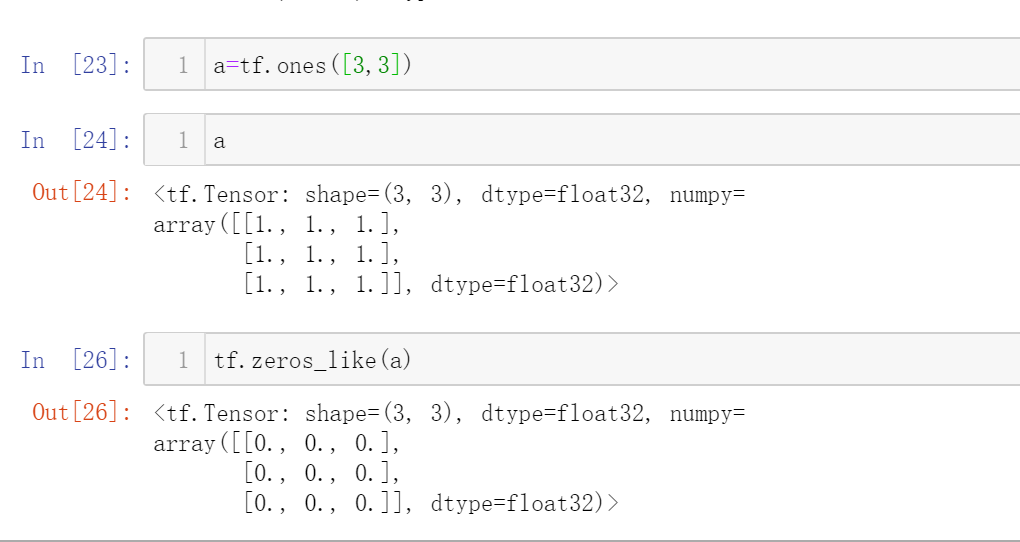 In [23]: 1 a=tf.ones([3,3])
In [24]: 1 a
Out[24]: <tf.Tensor: shape=(3, 3), dtype=float32, numpy=
array([[1., 1., 1.],
[1., 1., 1.],
[1., 1., 1.]], dtype=float32)>
In [26]: 1 tf.zeros_like(a)
Out[26]: <tf.Tensor: shape=(3, 3), dtype=float32, numpy=
array([[0., 0., 0.],
[0., 0., 0.],
[0., 0., 0.]], dtype=float32)>